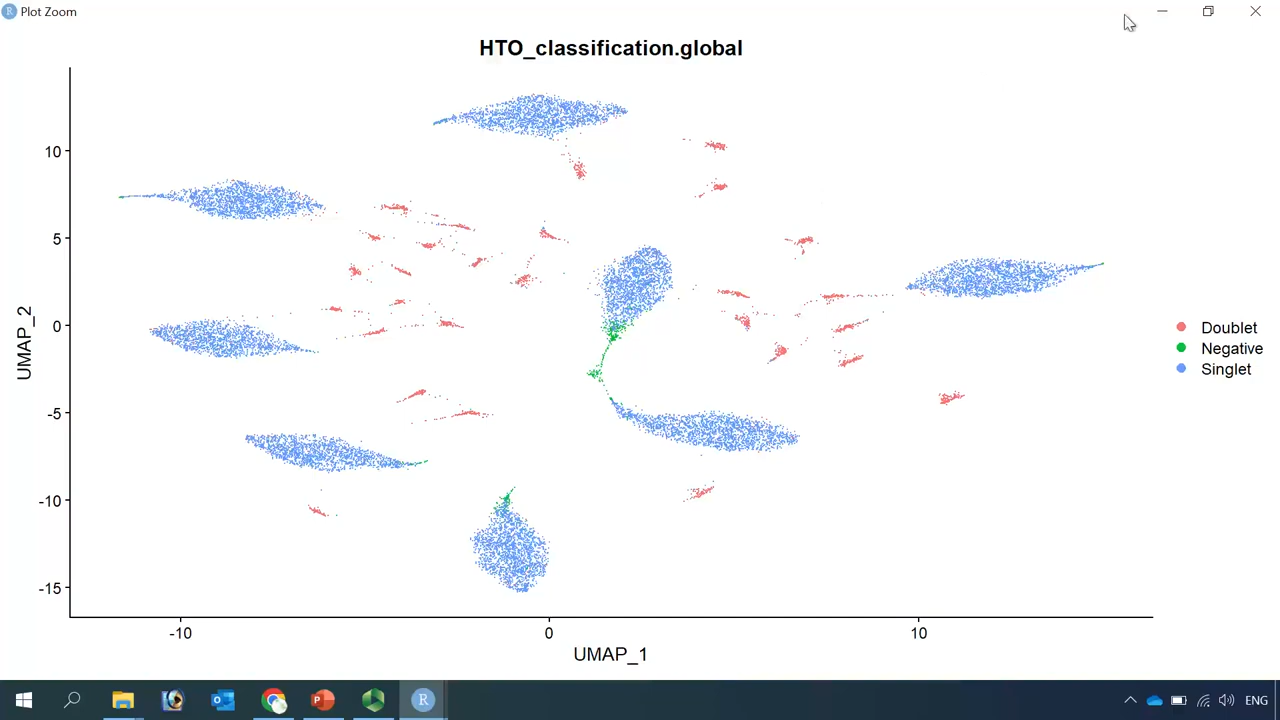 Plot Zoom
HTO_classification.global
10
5
0
-5
-10
-15
UMAP_2
-10
0
10
UMAP_1
Doublet
Negative
Singlet
ENG